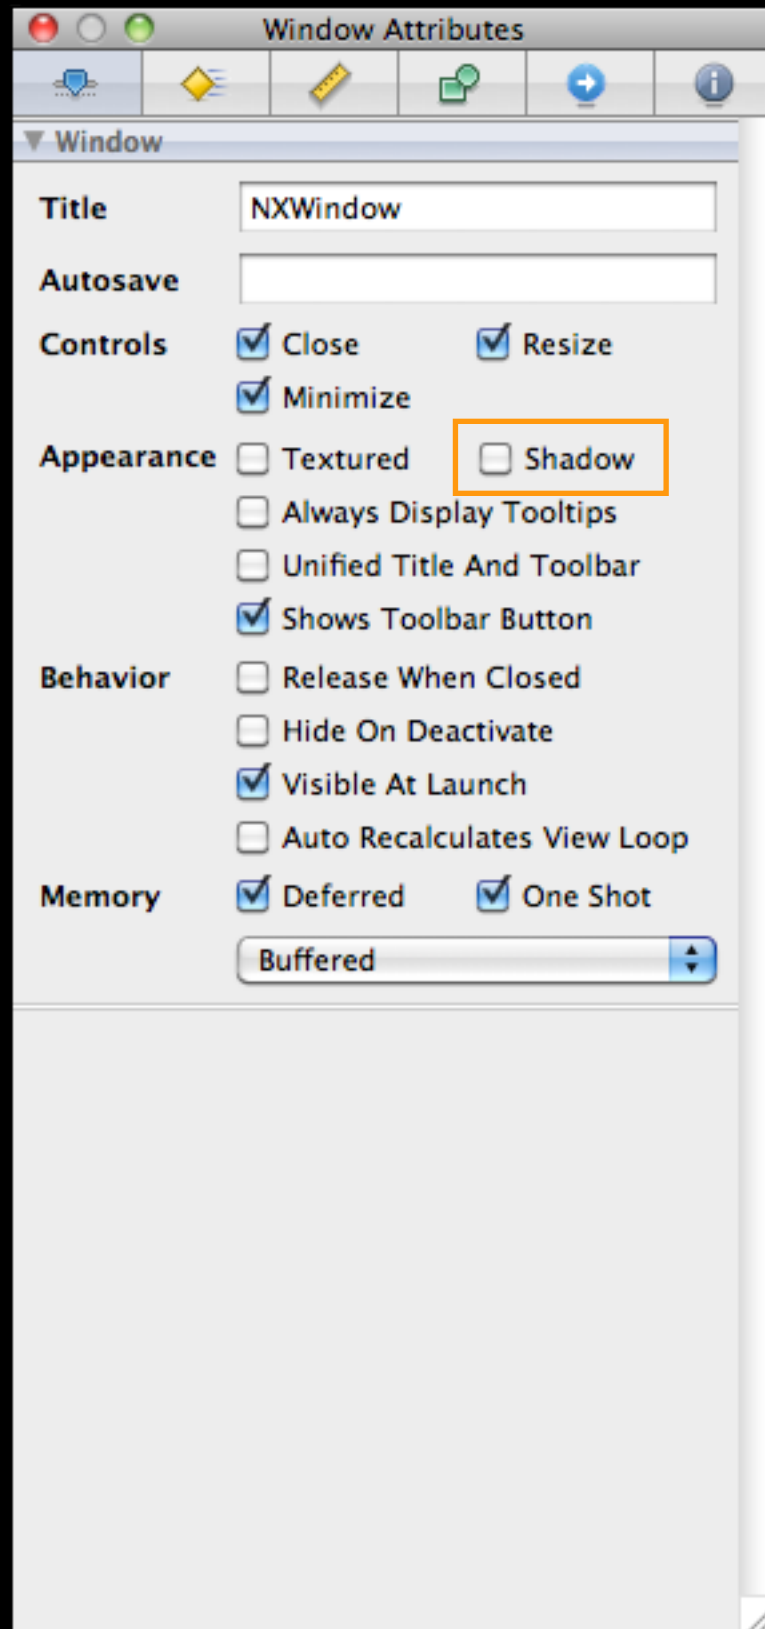 Window Attributes
Window
Title NXWindow
Autosave
Controls Close Resize
Minimize
Appearance Textured Shadow
Always Display Tooltips
Unified Title And Toolbar
Shows Toolbar Button
Behavior Release When Closed
Hide On Deactivate
Visible At Launch
Auto Recalculates View Loop
Memory Deferred One Shot
Buffered